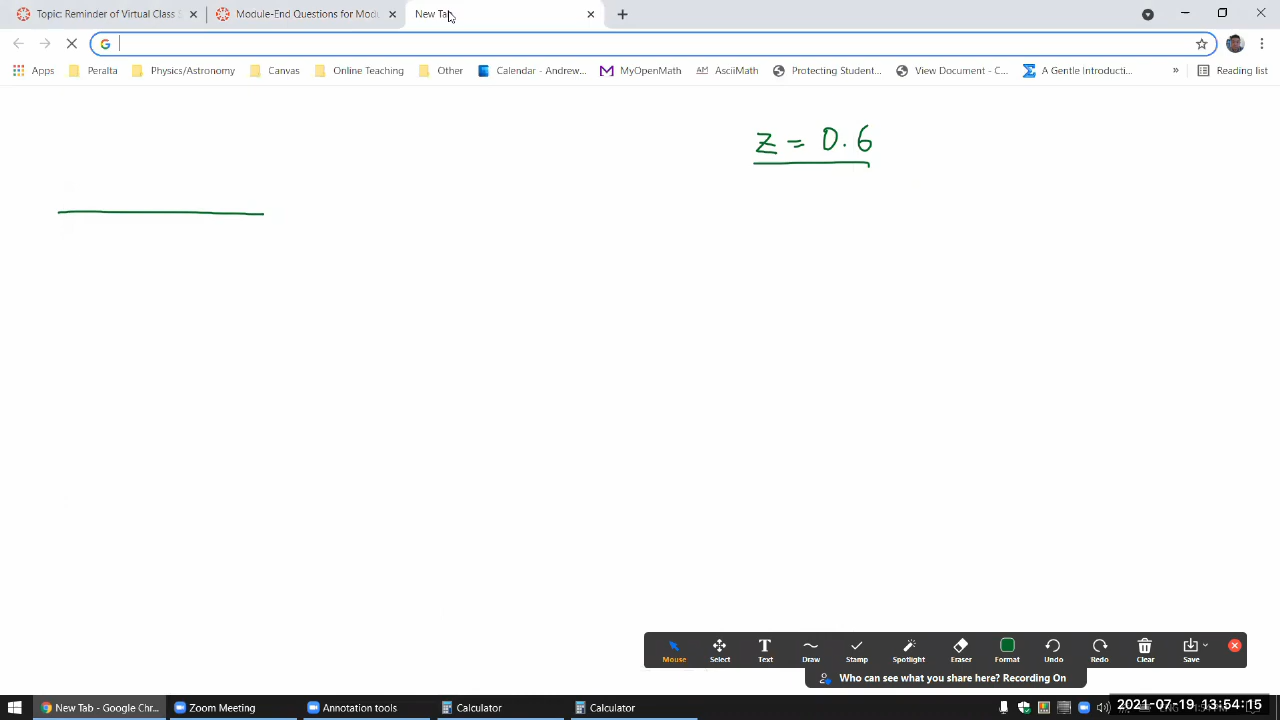 Topic: Reminder of Virtual Class S
Module-End Questions for Modu
New Tab
Apps
Peralta
Physics/Astronomy
Canvas
Online Teaching
Other
Calendar - Andrew...
MyOpenMath
AM AsciiMath
Protecting Student...
View Document - C...
A Gentle Introducti...
»
Reading list
z = 0.6
Mouse
Select
Text
Draw
Stamp
Spotlight
Eraser
Format
Undo
Redo
Clear
Save
Who can see what you share here? Recording On
New Tab - Google Chr...
Zoom Meeting
Annotation tools
Calculator
Calculator
2021-07-19 13:54:15